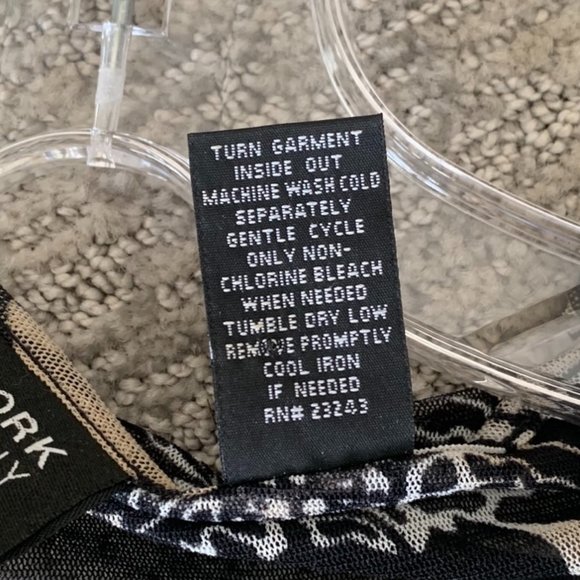 TURN GARMENT
INSIDE OUT
MACHINE WASH COLD
SEPARATELY
GENTLE CYCLE
ONLY NON-
CHLORINE BLEACH
WHEN NEEDED
TUMBLE DRY LOW
REMOVE PROMPTLY
COOL IRON
IF NEEDED
RN# 23243
ORK
LY